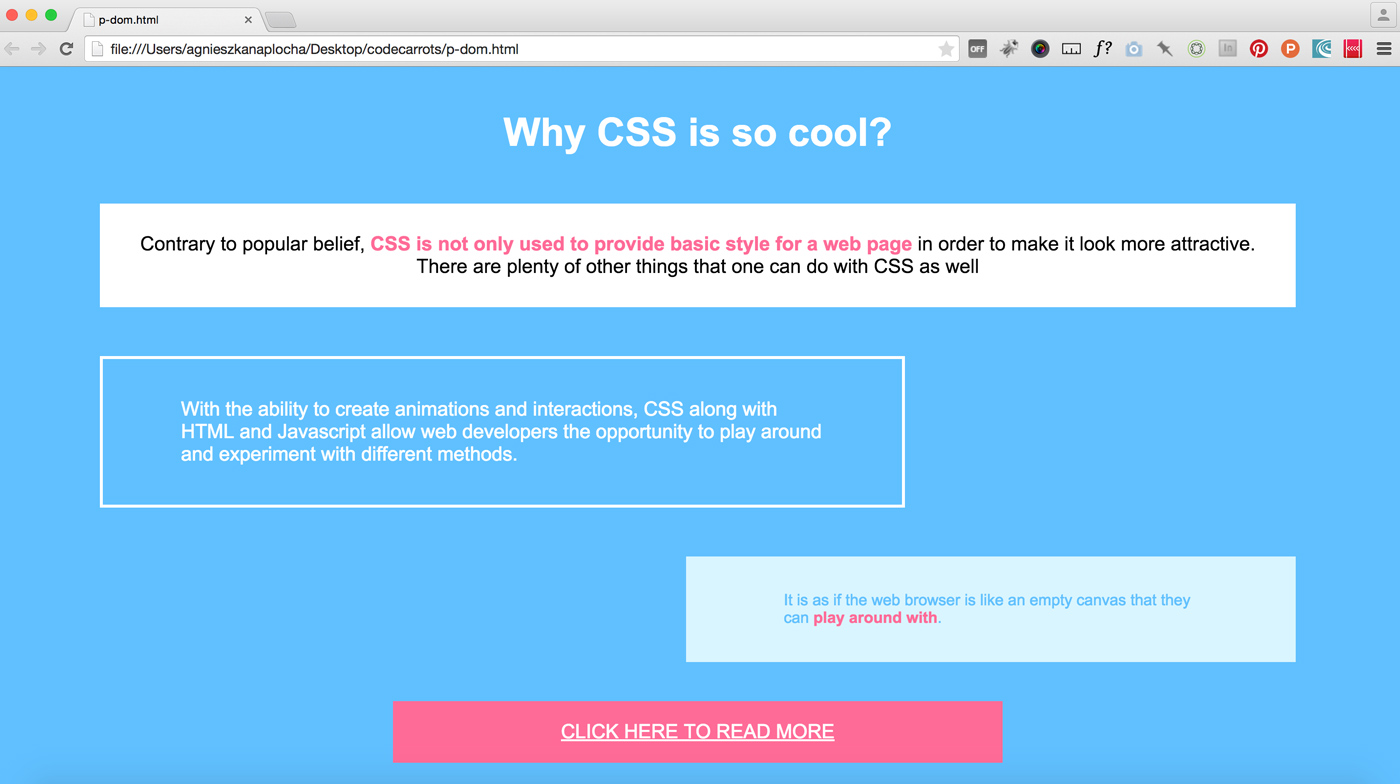 p-dom.html
file:///Users/agnieszkanaplocha/Desktop/codecarrots/p-dom.html
OFF
f?
In
P
Why CSS is so cool?
Contrary to popular belief, CSS is not only used to provide basic style for a web page in order to make it look more attractive.
There are plenty of other things that one can do with CSS as well
With the ability to create animations and interactions, CSS along with
HTML and Javascript allow web developers the opportunity to play around
and experiment with different methods.
It is as if the web browser is like an empty canvas that they
can play around with.
CLICK HERE TO READ MORE